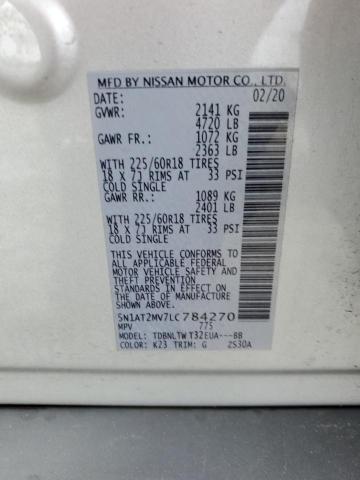 MFD BY NISSAN MOTOR CO., LTD.
DATE: 02/20
GVWR: 2141 KG
4720 LB
GAWR FR: 1072 KG
2363 LB
WITH 225/60R18 TIRES
18 X 7J RIMS AT 33 PSI
COLD SINGLE
GAWR RR: 1089 KG
2401 LB
WITH 225/60R18 TIRES
18 X 7J RIMS AT 33 PSI
COLD SINGLE
THIS VEHICLE CONFORMS TO
ALL APPLICABLE FEDERAL
MOTOR VEHICLE SAFETY AND
THEFT PREVENTION
STANDARDS IN EFFECT ON THE
DATE OF MANUFACTURE
SHOWN ABOVE.
5N1AT2MV7LC784270
MPV 775
MODEL: TDBNLTW T32EUA---BB
COLOR: K23 TRIM: G 2S30A